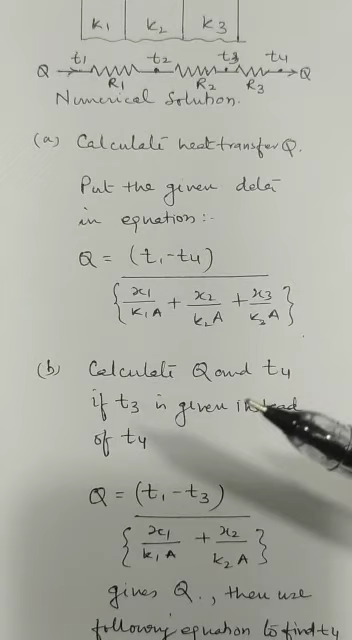 K1 K2 K3
t1 t2 t3 t4
Q R1 R2 R3 Q
Numerical Solution.
(a) Calculate heat transfer Q.
Put the given data
in equation:-
Q = (t1-t4)
{ x1/K1A + x2/K2A + x3/K3A }
(b) Calculate Q and t4
if t3 is given instead
of t4
Q = (t1-t3)
{ x1/K1A + x2/K2A }
gives Q., then use
following equation to find t4